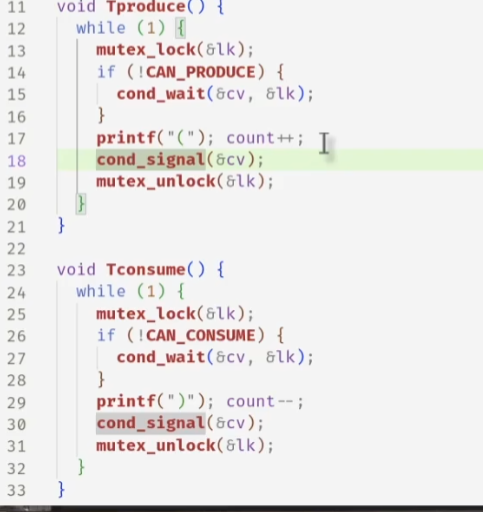 11 void Tproduce() {
12 while (1) {
13 mutex_lock(&lk);
14 if (!CAN_PRODUCE) {
15 cond_wait(&cv, &lk);
16 }
17 printf("("); count++;
18 cond_signal(&cv);
19 mutex_unlock(&lk);
20 }
21 }
22
23 void Tconsume() {
24 while (1) {
25 mutex_lock(&lk);
26 if (!CAN_CONSUME) {
27 cond_wait(&cv, &lk);
28 }
29 printf(")"); count--;
30 cond_signal(&cv);
31 mutex_unlock(&lk);
32 }
33 }